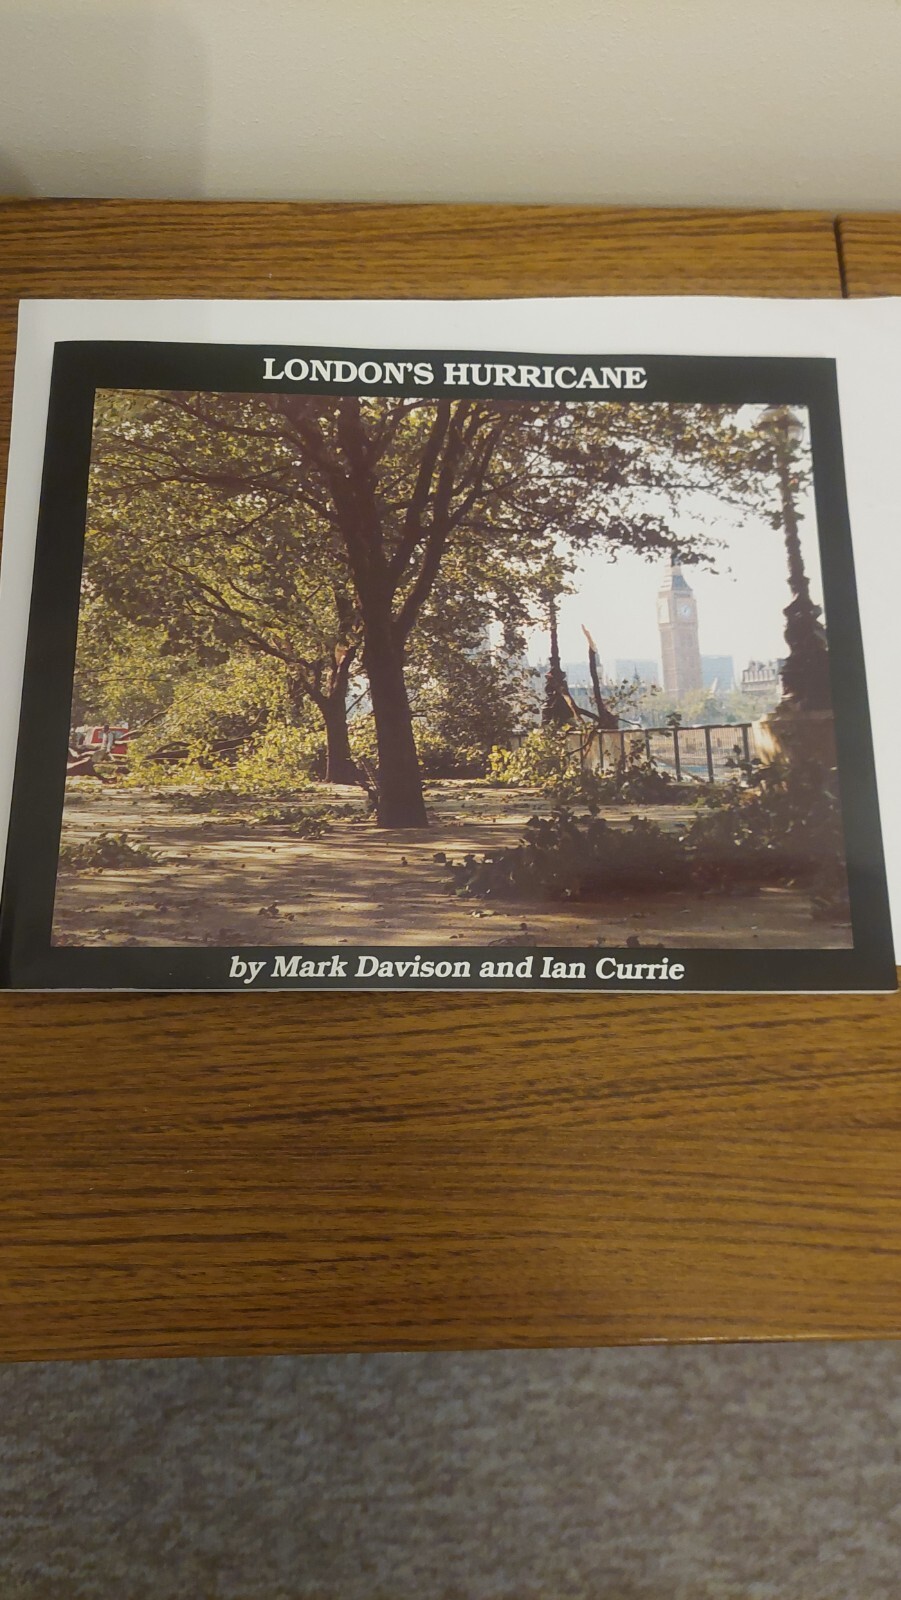 LONDON'S HURRICANE
by Mark Davison and Ian Currie